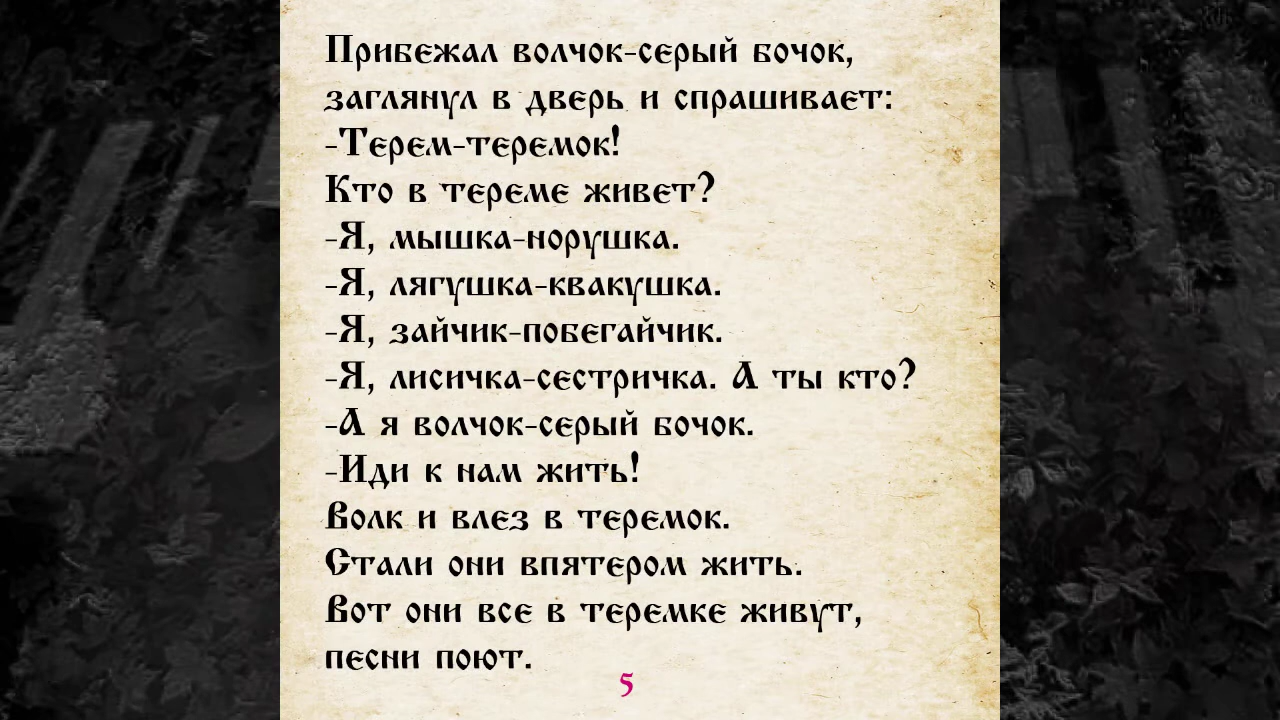 Прибежал волчок-серый бочок,
заглянул в дверь и спрашивает:
-Терем-теремок!
Кто в тереме живет?
-Я, мышка-норушка.
-Я, лягушка-квакушка.
-Я, зайчик-побегайчик.
-Я, лисичка-сестричка. А ты кто?
-А я волчок-серый бочок.
-Иди к нам жить!
Волк и влез в теремок.
Стали они впятером жить.
Вот они все в теремке живут,
песни поют.
5